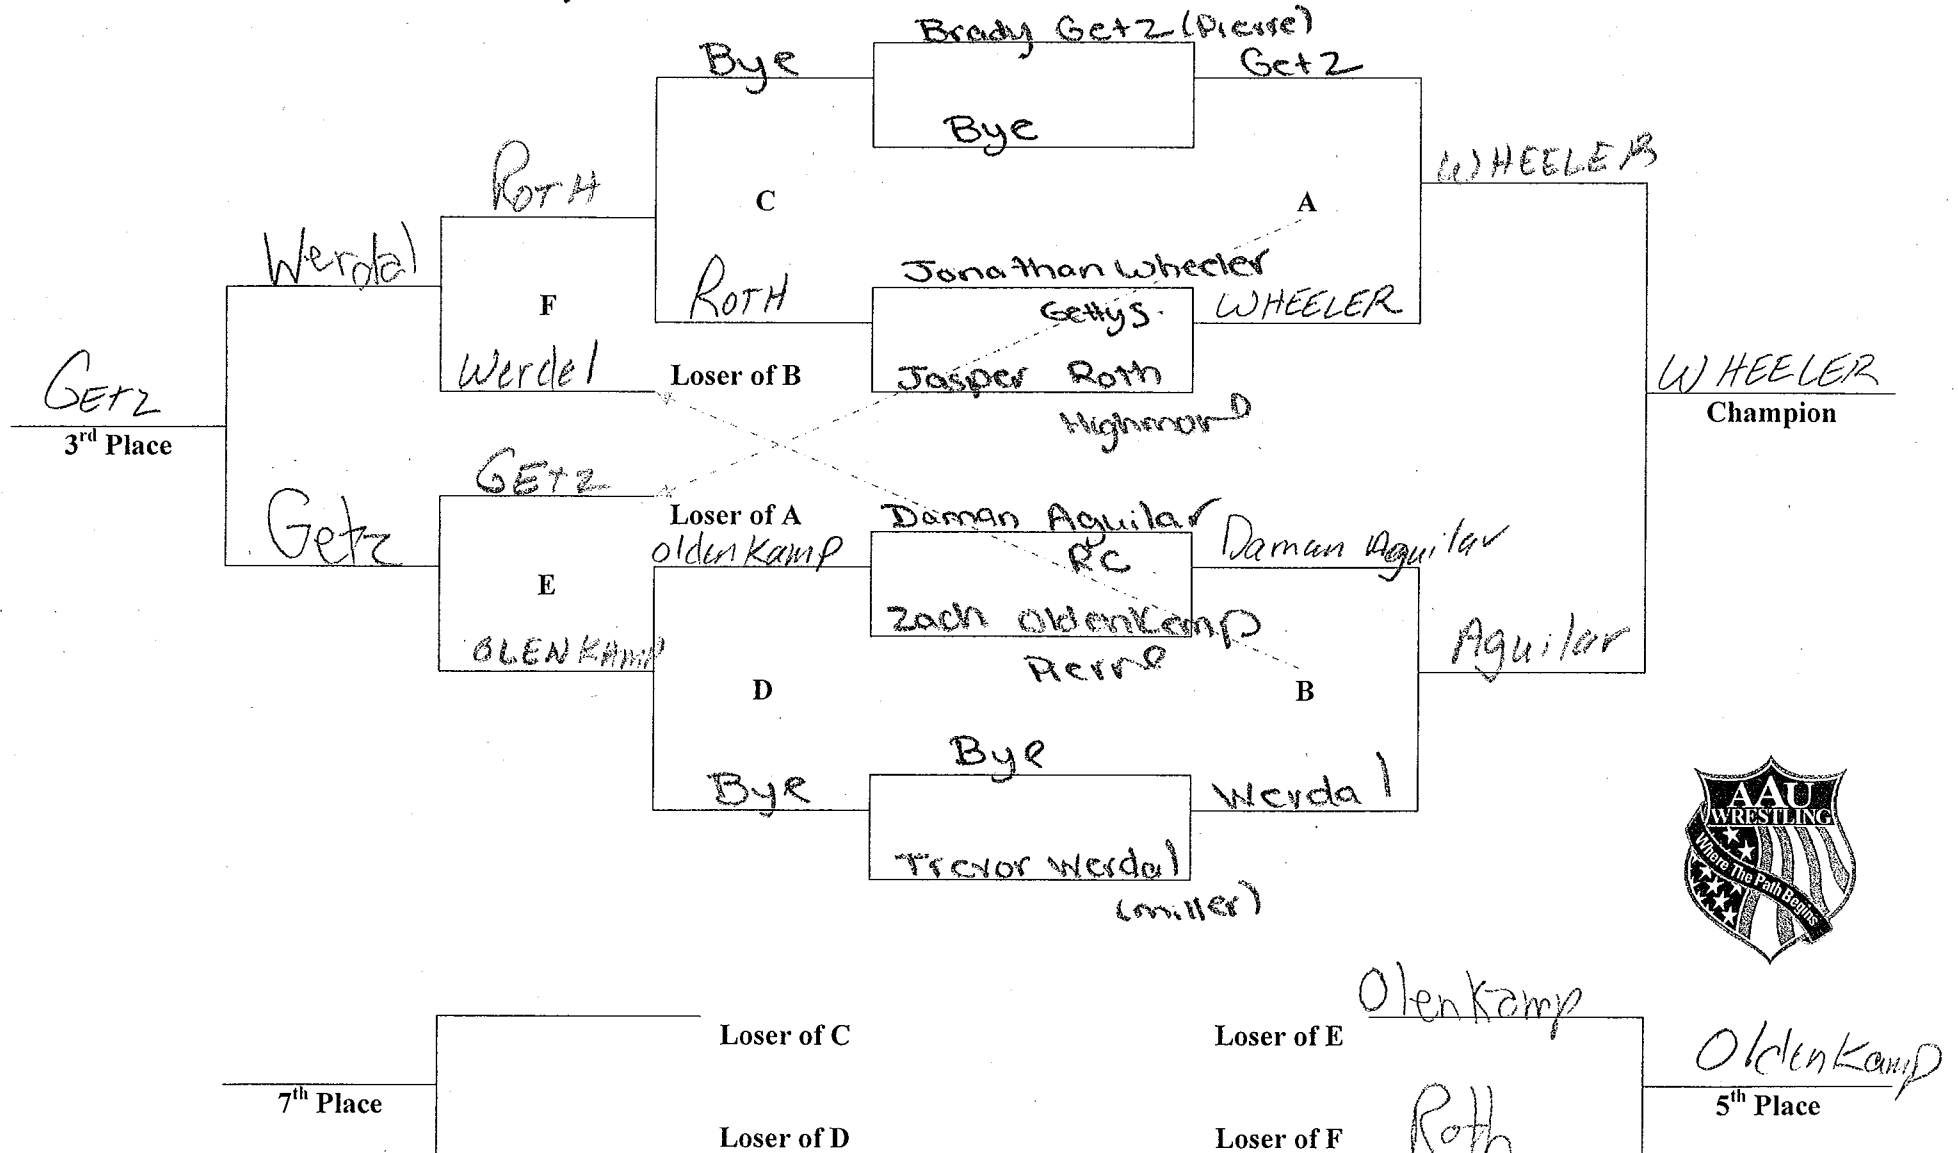 Brady Getz (Pierre)
Bye
Getz
Bye
WHEELER
ROTH
C
A
Werdal
Jonathan Wheeler
F
ROTH
Gettys.
WHEELER
Werdel
Loser of B
Jasper Roth
WHEELER
GETZ
Highmore
Champion
3rd Place
GETZ
Getz
Loser of A
Daman Aguilar
Oldenkamp
RC
Daman Aguilar
E
Zach Oldenkamp
OLENKAMP
Pierre
Aguilar
D
B
Bye
Bye
Werdal
AAU
WRESTLING
Where The Path Begins
Trevor Werdal
(miller)
Olenkamp
Loser of C
Loser of E
Oldenkamp
7th Place
5th Place
Loser of D
Loser of F
Roth